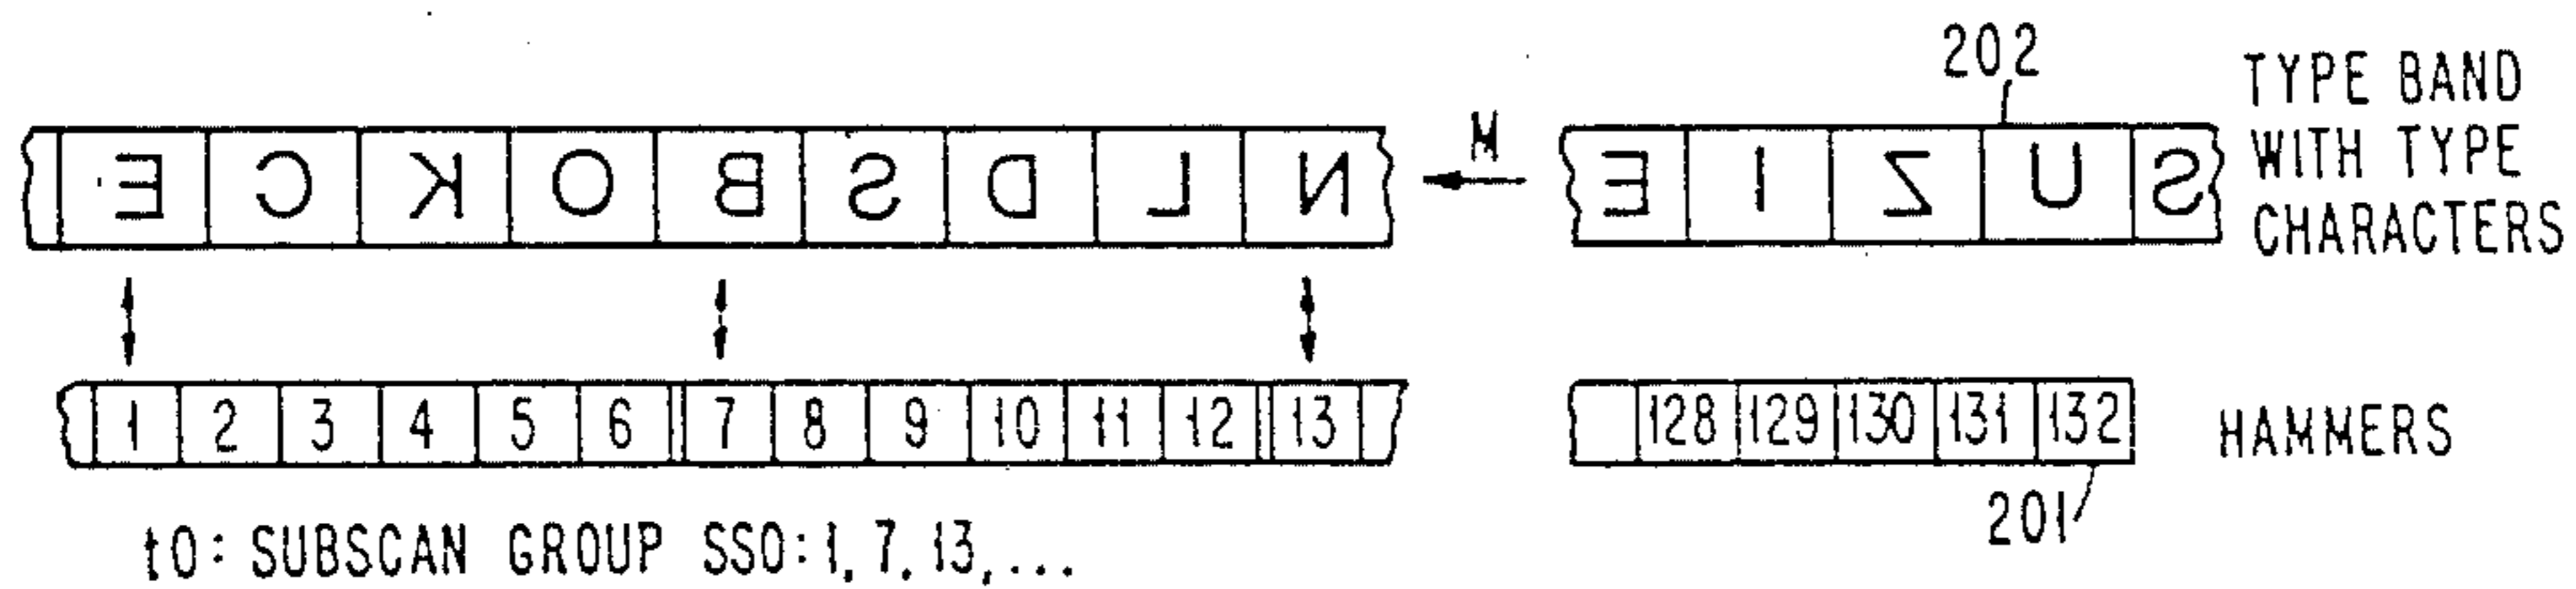 202
TYPE BAND
WITH TYPE
CHARACTERS
E C K O B S D L N
M
E I Z U S
1 2 3 4 5 6 7 8 9 10 11 12 13
128 129 130 131 132
HAMMERS
201
t0: SUBSCAN GROUP SS0: 1, 7, 13, ...